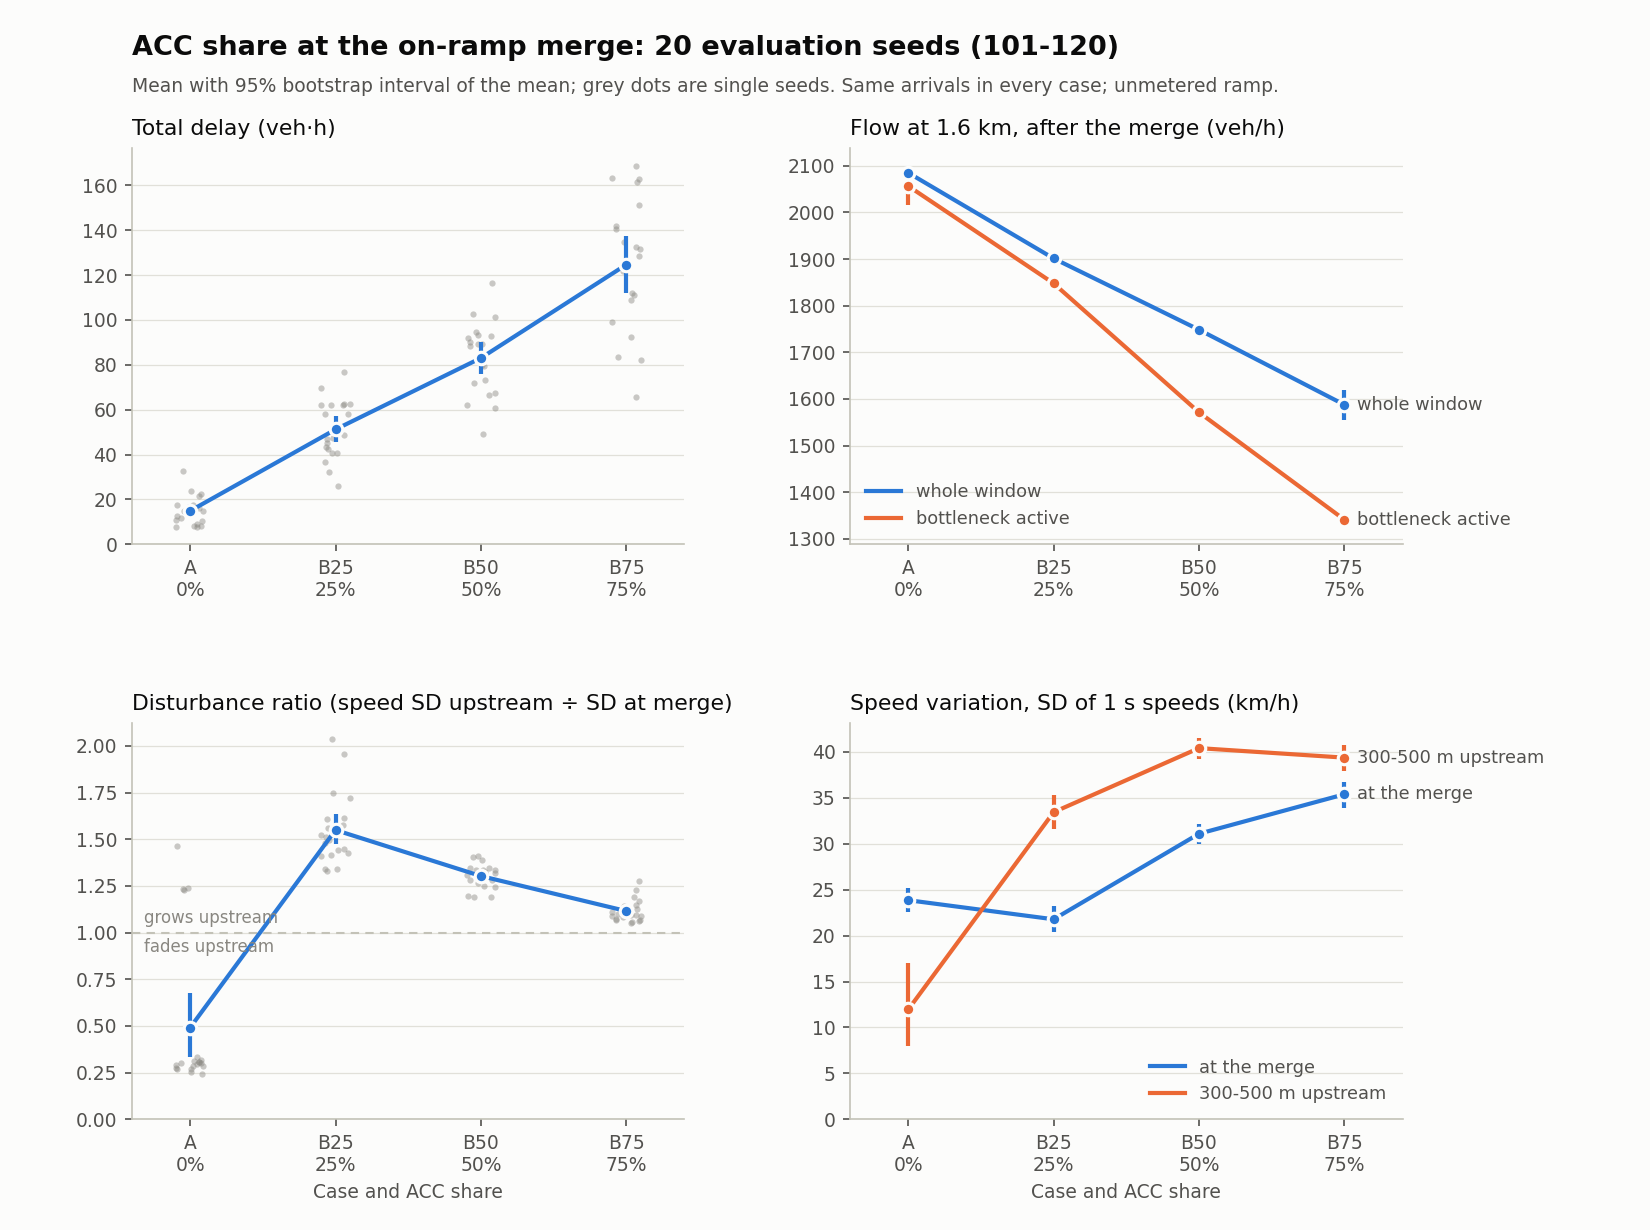 ACC share at the on-ramp merge: 20 evaluation seeds (101-120)
Mean with 95% bootstrap interval of the mean; grey dots are single seeds. Same arrivals in every case; unmetered ramp.
Total delay (veh·h)
160
140
120
100
80
60
40
20
0
A
0%
B25
25%
B50
50%
B75
75%
Flow at 1.6 km, after the merge (veh/h)
2100
2000
1900
1800
1700
1600
1500
1400
1300
whole window
bottleneck active
whole window
bottleneck active
A
0%
B25
25%
B50
50%
B75
75%
Disturbance ratio (speed SD upstream ÷ SD at merge)
2.00
1.75
1.50
1.25
1.00
0.75
0.50
0.25
0.00
grows upstream
fades upstream
A
0%
B25
25%
B50
50%
B75
75%
Case and ACC share
Speed variation, SD of 1 s speeds (km/h)
40
35
30
25
20
15
10
5
0
300-500 m upstream
at the merge
at the merge
300-500 m upstream
A
0%
B25
25%
B50
50%
B75
75%
Case and ACC share